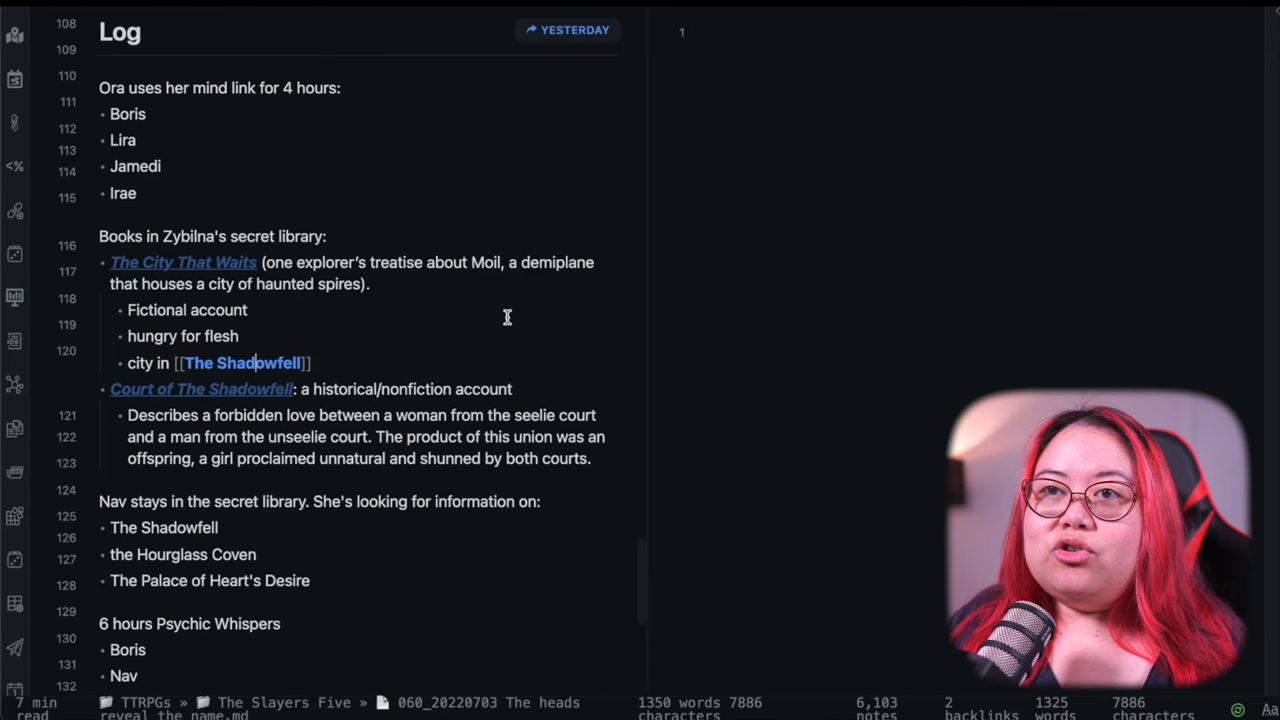 108
Log
YESTERDAY
1
109
110
Ora uses her mind link for 4 hours:
111
• Boris
112
• Lira
113
• Jamedi
114
• Irae
115
Books in Zybilna's secret library:
116
• The City That Waits (one explorer's treatise about Moil, a demiplane
117
that houses a city of haunted spires).
118
• Fictional account
119
• hungry for flesh
120
• city in [[The Shadowfell]]
• Court of The Shadowfell: a historical/nonfiction account
121
• Describes a forbidden love between a woman from the seelie court
122
and a man from the unseelie court. The product of this union was an
123
offspring, a girl proclaimed unnatural and shunned by both courts.
124
Nav stays in the secret library. She's looking for information on:
125
• The Shadowfell
126
• the Hourglass Coven
127
• The Palace of Heart's Desire
128
129
6 hours Psychic Whispers
130
• Boris
131
• Nav
132
7 min read
TTRPGs » The Slayers Five » 060_20220703 The heads
reveal the name.md
1350 words 7886
characters
6,103
notes
2
backlinks
1325
words
7886
characters
Aa